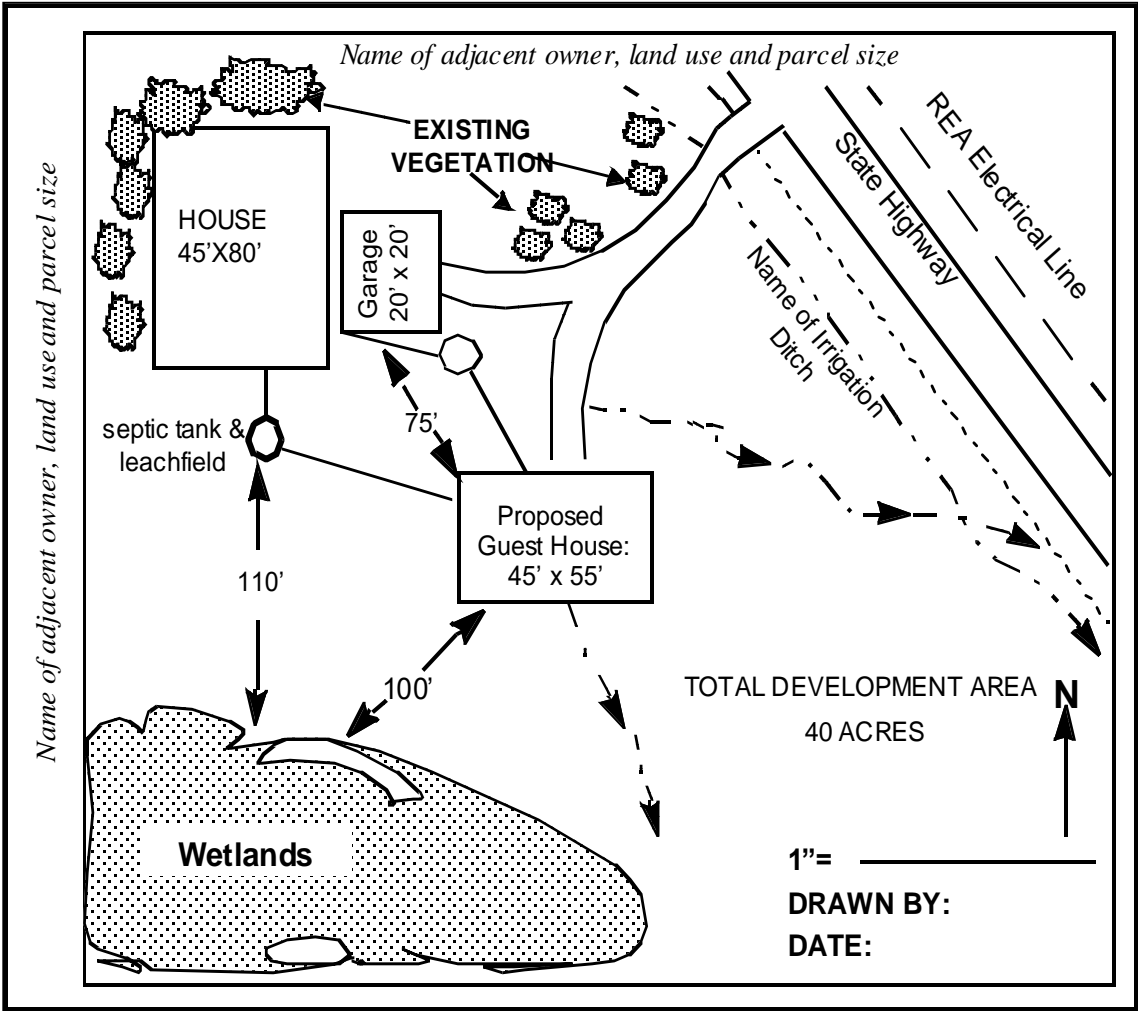 Name of adjacent owner, land use and parcel size
Name of adjacent owner, land use and parcel size
EXISTING
VEGETATION
REA Electrical Line
State Highway
HOUSE
45'X80'
Garage
20' x 20'
Name of Irrigation
Ditch
75'
septic tank &
leachfield
Proposed
Guest House:
45' x 55'
110'
100'
TOTAL DEVELOPMENT AREA
40 ACRES
N
Wetlands
1”=
DRAWN BY:
DATE: